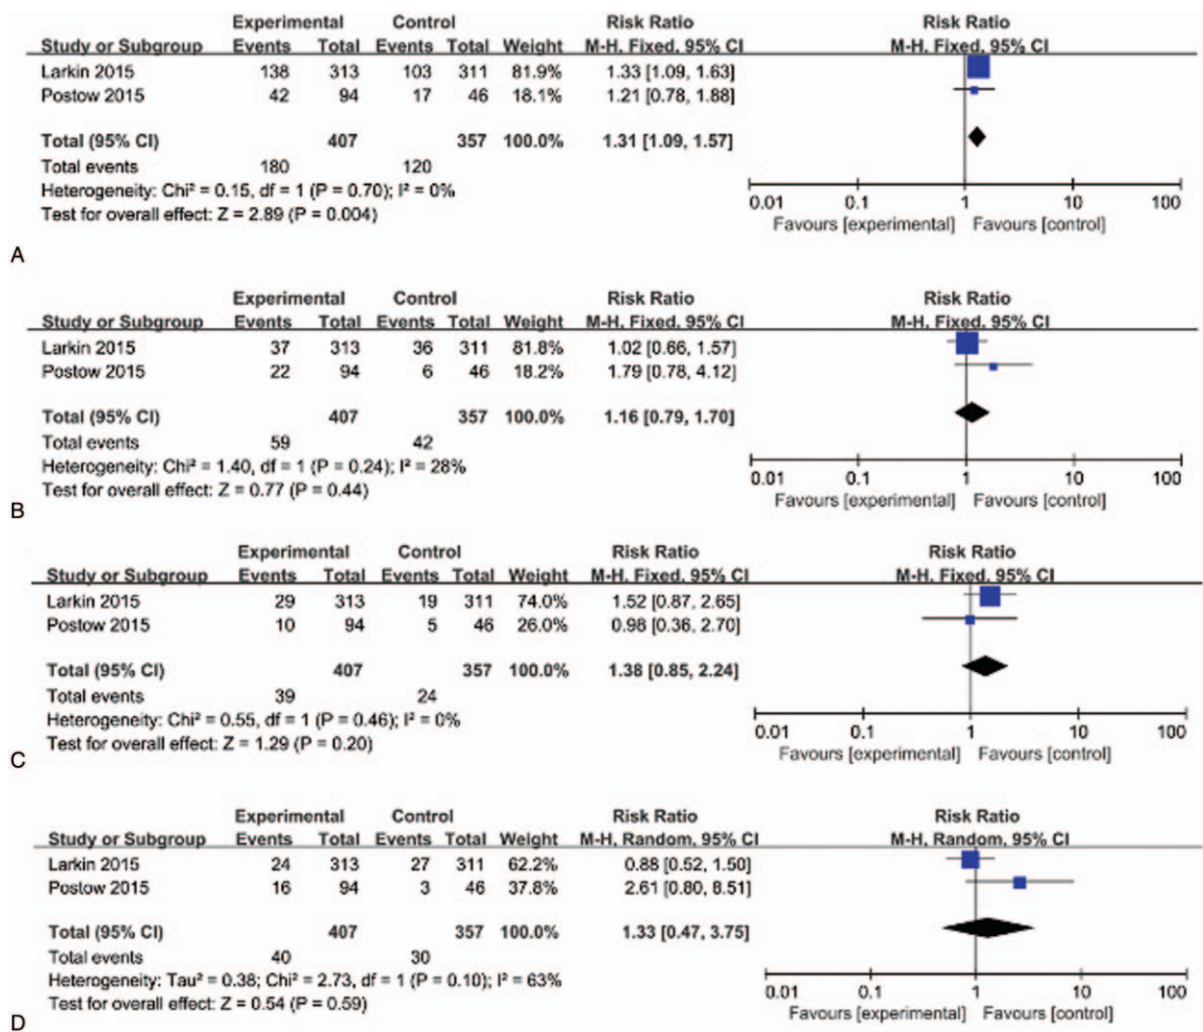 Experimental Control Risk Ratio Risk Ratio
Study or Subgroup Events Total Events Total Weight M-H, Fixed, 95% CI M-H, Fixed, 95% CI
Larkin 2015 138 313 103 311 81.9% 1.33 [1.09, 1.63]
Postow 2015 42 94 17 46 18.1% 1.21 [0.78, 1.88]
Total (95% CI) 407 357 100.0% 1.31 [1.09, 1.57]
Total events 180 120
Heterogeneity: Chi² = 0.15, df = 1 (P = 0.70); I² = 0%
Test for overall effect: Z = 2.89 (P = 0.004)
0.01 0.1 1 10 100
Favours [experimental] Favours [control]
A
Experimental Control Risk Ratio Risk Ratio
Study or Subgroup Events Total Events Total Weight M-H, Fixed, 95% CI M-H, Fixed, 95% CI
Larkin 2015 37 313 36 311 81.8% 1.02 [0.66, 1.57]
Postow 2015 22 94 6 46 18.2% 1.79 [0.78, 4.12]
Total (95% CI) 407 357 100.0% 1.16 [0.79, 1.70]
Total events 59 42
Heterogeneity: Chi² = 1.40, df = 1 (P = 0.24); I² = 28%
Test for overall effect: Z = 0.77 (P = 0.44)
0.01 0.1 1 10 100
Favours [experimental] Favours [control]
B
Experimental Control Risk Ratio Risk Ratio
Study or Subgroup Events Total Events Total Weight M-H, Fixed, 95% CI M-H, Fixed, 95% CI
Larkin 2015 29 313 19 311 74.0% 1.52 [0.87, 2.65]
Postow 2015 10 94 5 46 26.0% 0.98 [0.36, 2.70]
Total (95% CI) 407 357 100.0% 1.38 [0.85, 2.24]
Total events 39 24
Heterogeneity: Chi² = 0.55, df = 1 (P = 0.46); I² = 0%
Test for overall effect: Z = 1.29 (P = 0.20)
0.01 0.1 1 10 100
Favours [experimental] Favours [control]
C
Experimental Control Risk Ratio Risk Ratio
Study or Subgroup Events Total Events Total Weight M-H, Random, 95% CI M-H, Random, 95% CI
Larkin 2015 24 313 27 311 62.2% 0.88 [0.52, 1.50]
Postow 2015 16 94 3 46 37.8% 2.61 [0.80, 8.51]
Total (95% CI) 407 357 100.0% 1.33 [0.47, 3.75]
Total events 40 30
Heterogeneity: Tau² = 0.38; Chi² = 2.73, df = 1 (P = 0.10); I² = 63%
Test for overall effect: Z = 0.54 (P = 0.59)
0.01 0.1 1 10 100
Favours [experimental] Favours [control]
D